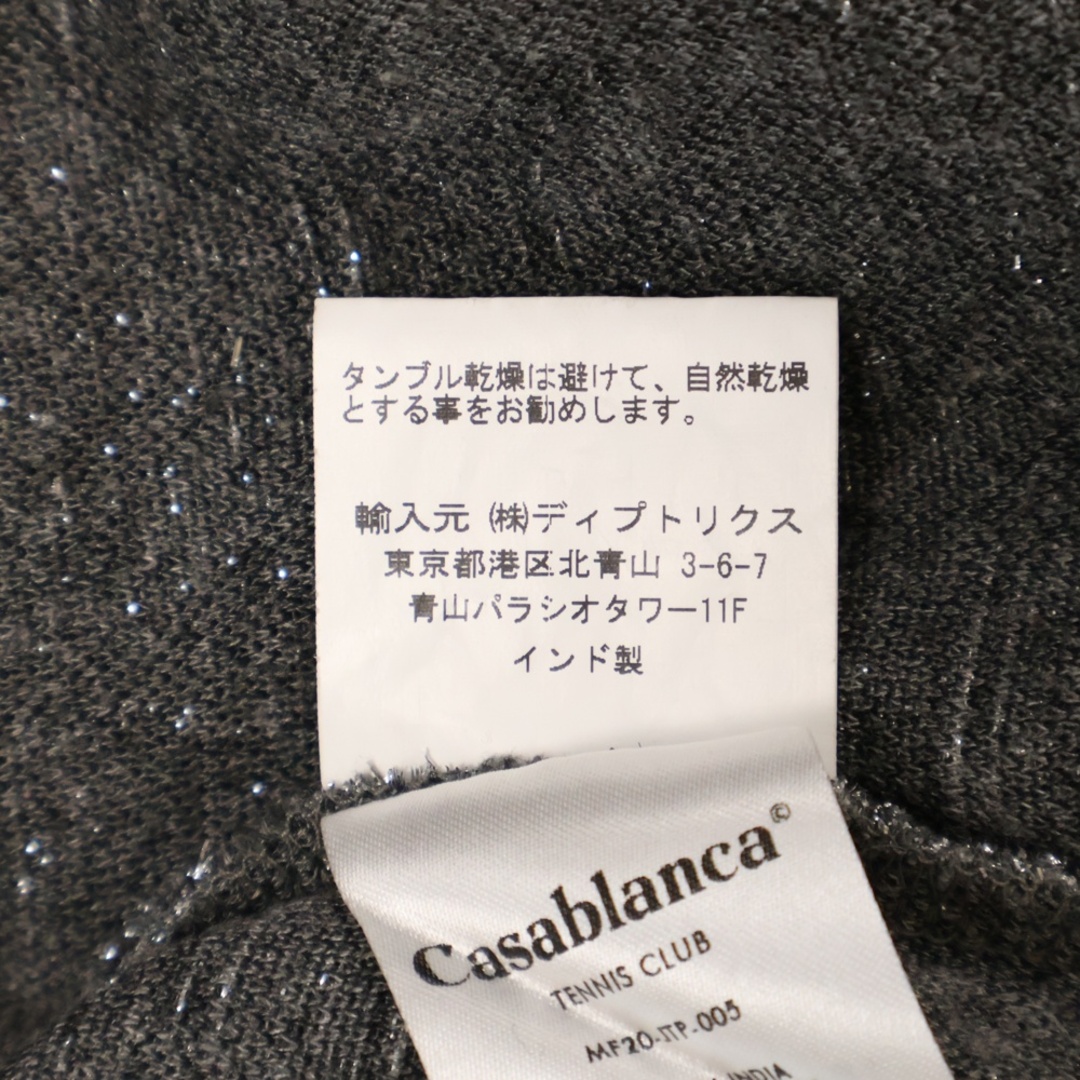 タンブル乾燥は避けて、自然乾燥
とする事をお勧めします。
輸入元 ㈱ディプトリクス
東京都港区北青山 3-6-7
青山パラシオタワー11F
インド製
Casablanca©
TENNIS CLUB
MF20-JTP.005
INDIA